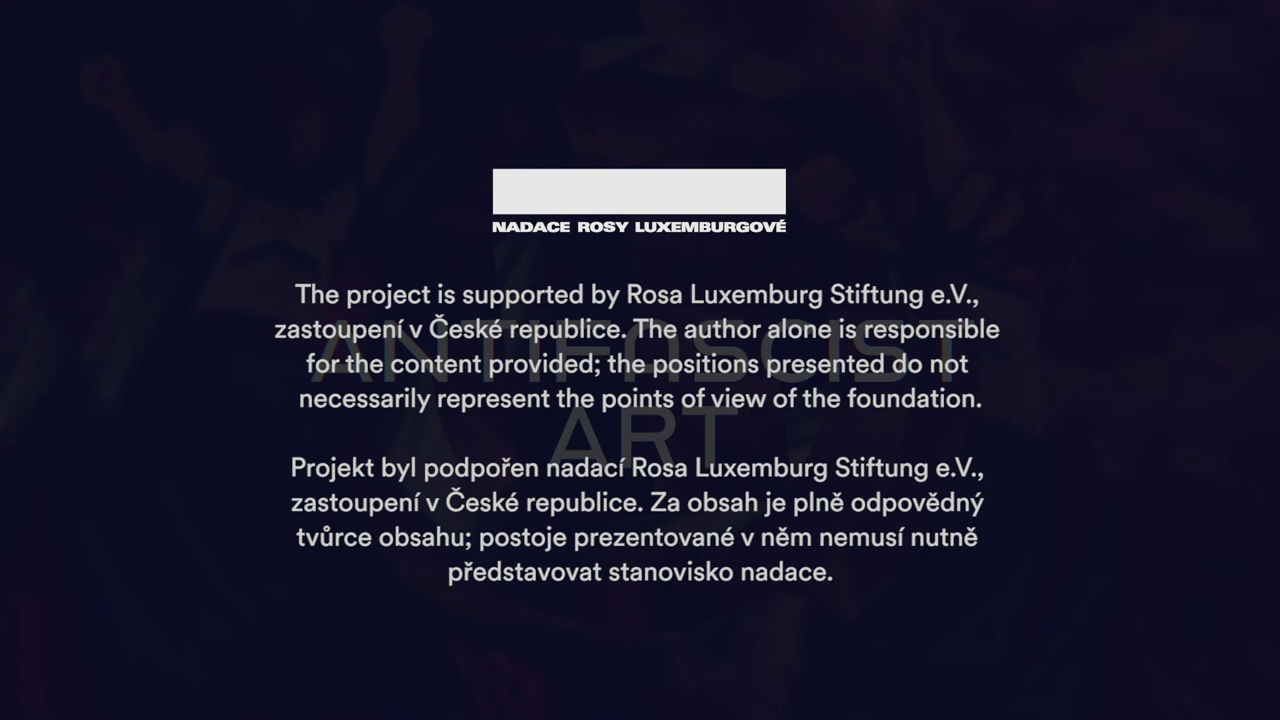 NADACE ROSY LUXEMBURGOVÉ
The project is supported by Rosa Luxemburg Stiftung e.V.,
zastoupení v České republice. The author alone is responsible
for the content provided; the positions presented do not
necessarily represent the points of view of the foundation.
ANTIFASCIST
ART
Projekt byl podpořen nadací Rosa Luxemburg Stiftung e.V.,
zastoupení v České republice. Za obsah je plně odpovědný
tvůrce obsahu; postoje prezentované v něm nemusí nutně
představovat stanovisko nadace.